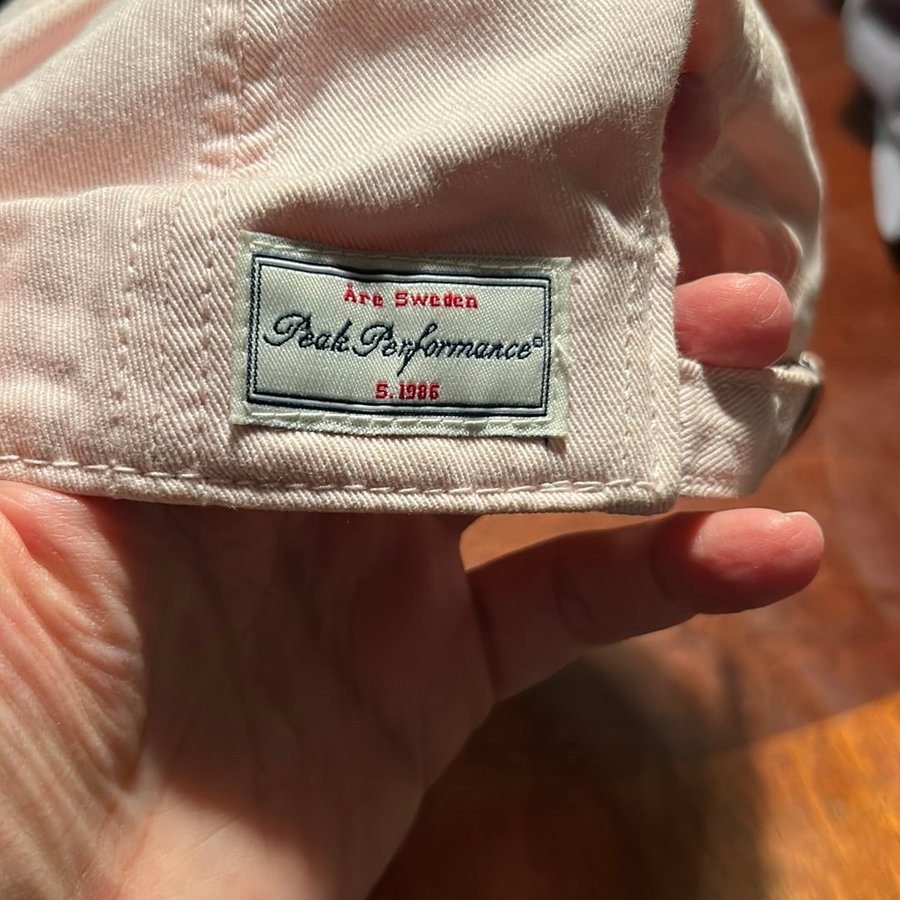 Åre Sweden
Peak Performance
S. 1986